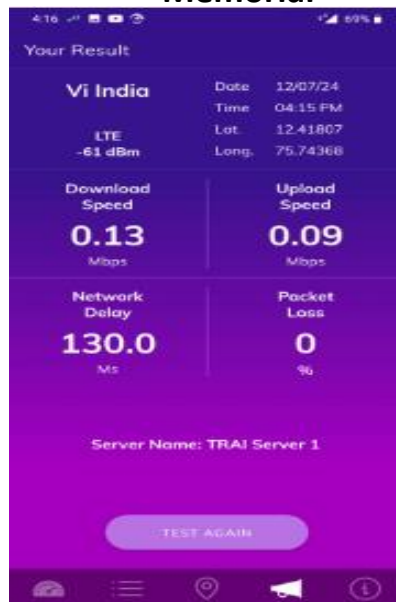 Memorial
4:16
69%
Your Result
Vi India
LTE
-61 dBm
Date 12/07/24
Time 04:15 PM
Lat. 12.41807
Long. 75.74368
Download Speed
0.13
Mbps
Upload Speed
0.09
Mbps
Network Delay
130.0
Ms
Packet Loss
0
%
Server Name: TRAI Server 1
TEST AGAIN